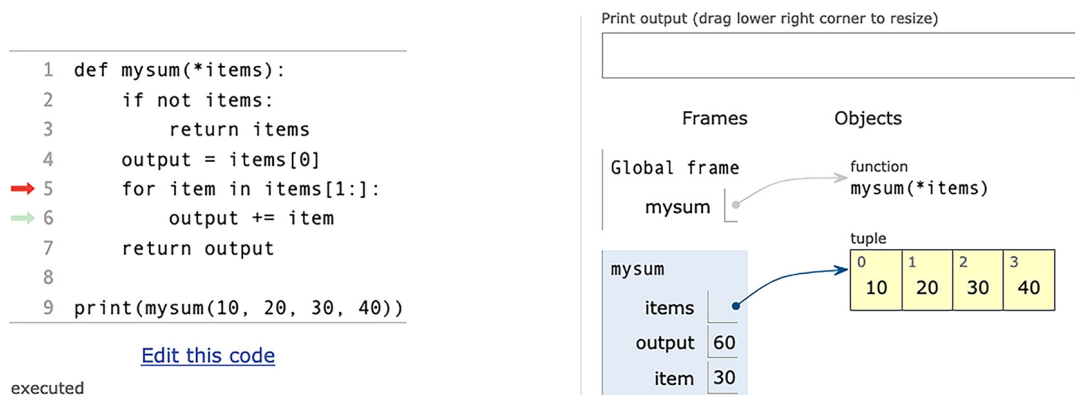 1 def mysum(*items):
2 if not items:
3 return items
4 output = items[0]
5 for item in items[1:]:
6 output += item
7 return output
8
9 print(mysum(10, 20, 30, 40))
Edit this code
executed
Print output (drag lower right corner to resize)
Frames Objects
Global frame
mysum
function
mysum(*items)
mysum
items
output 60
item 30
tuple
0 1 2 3
10 20 30 40